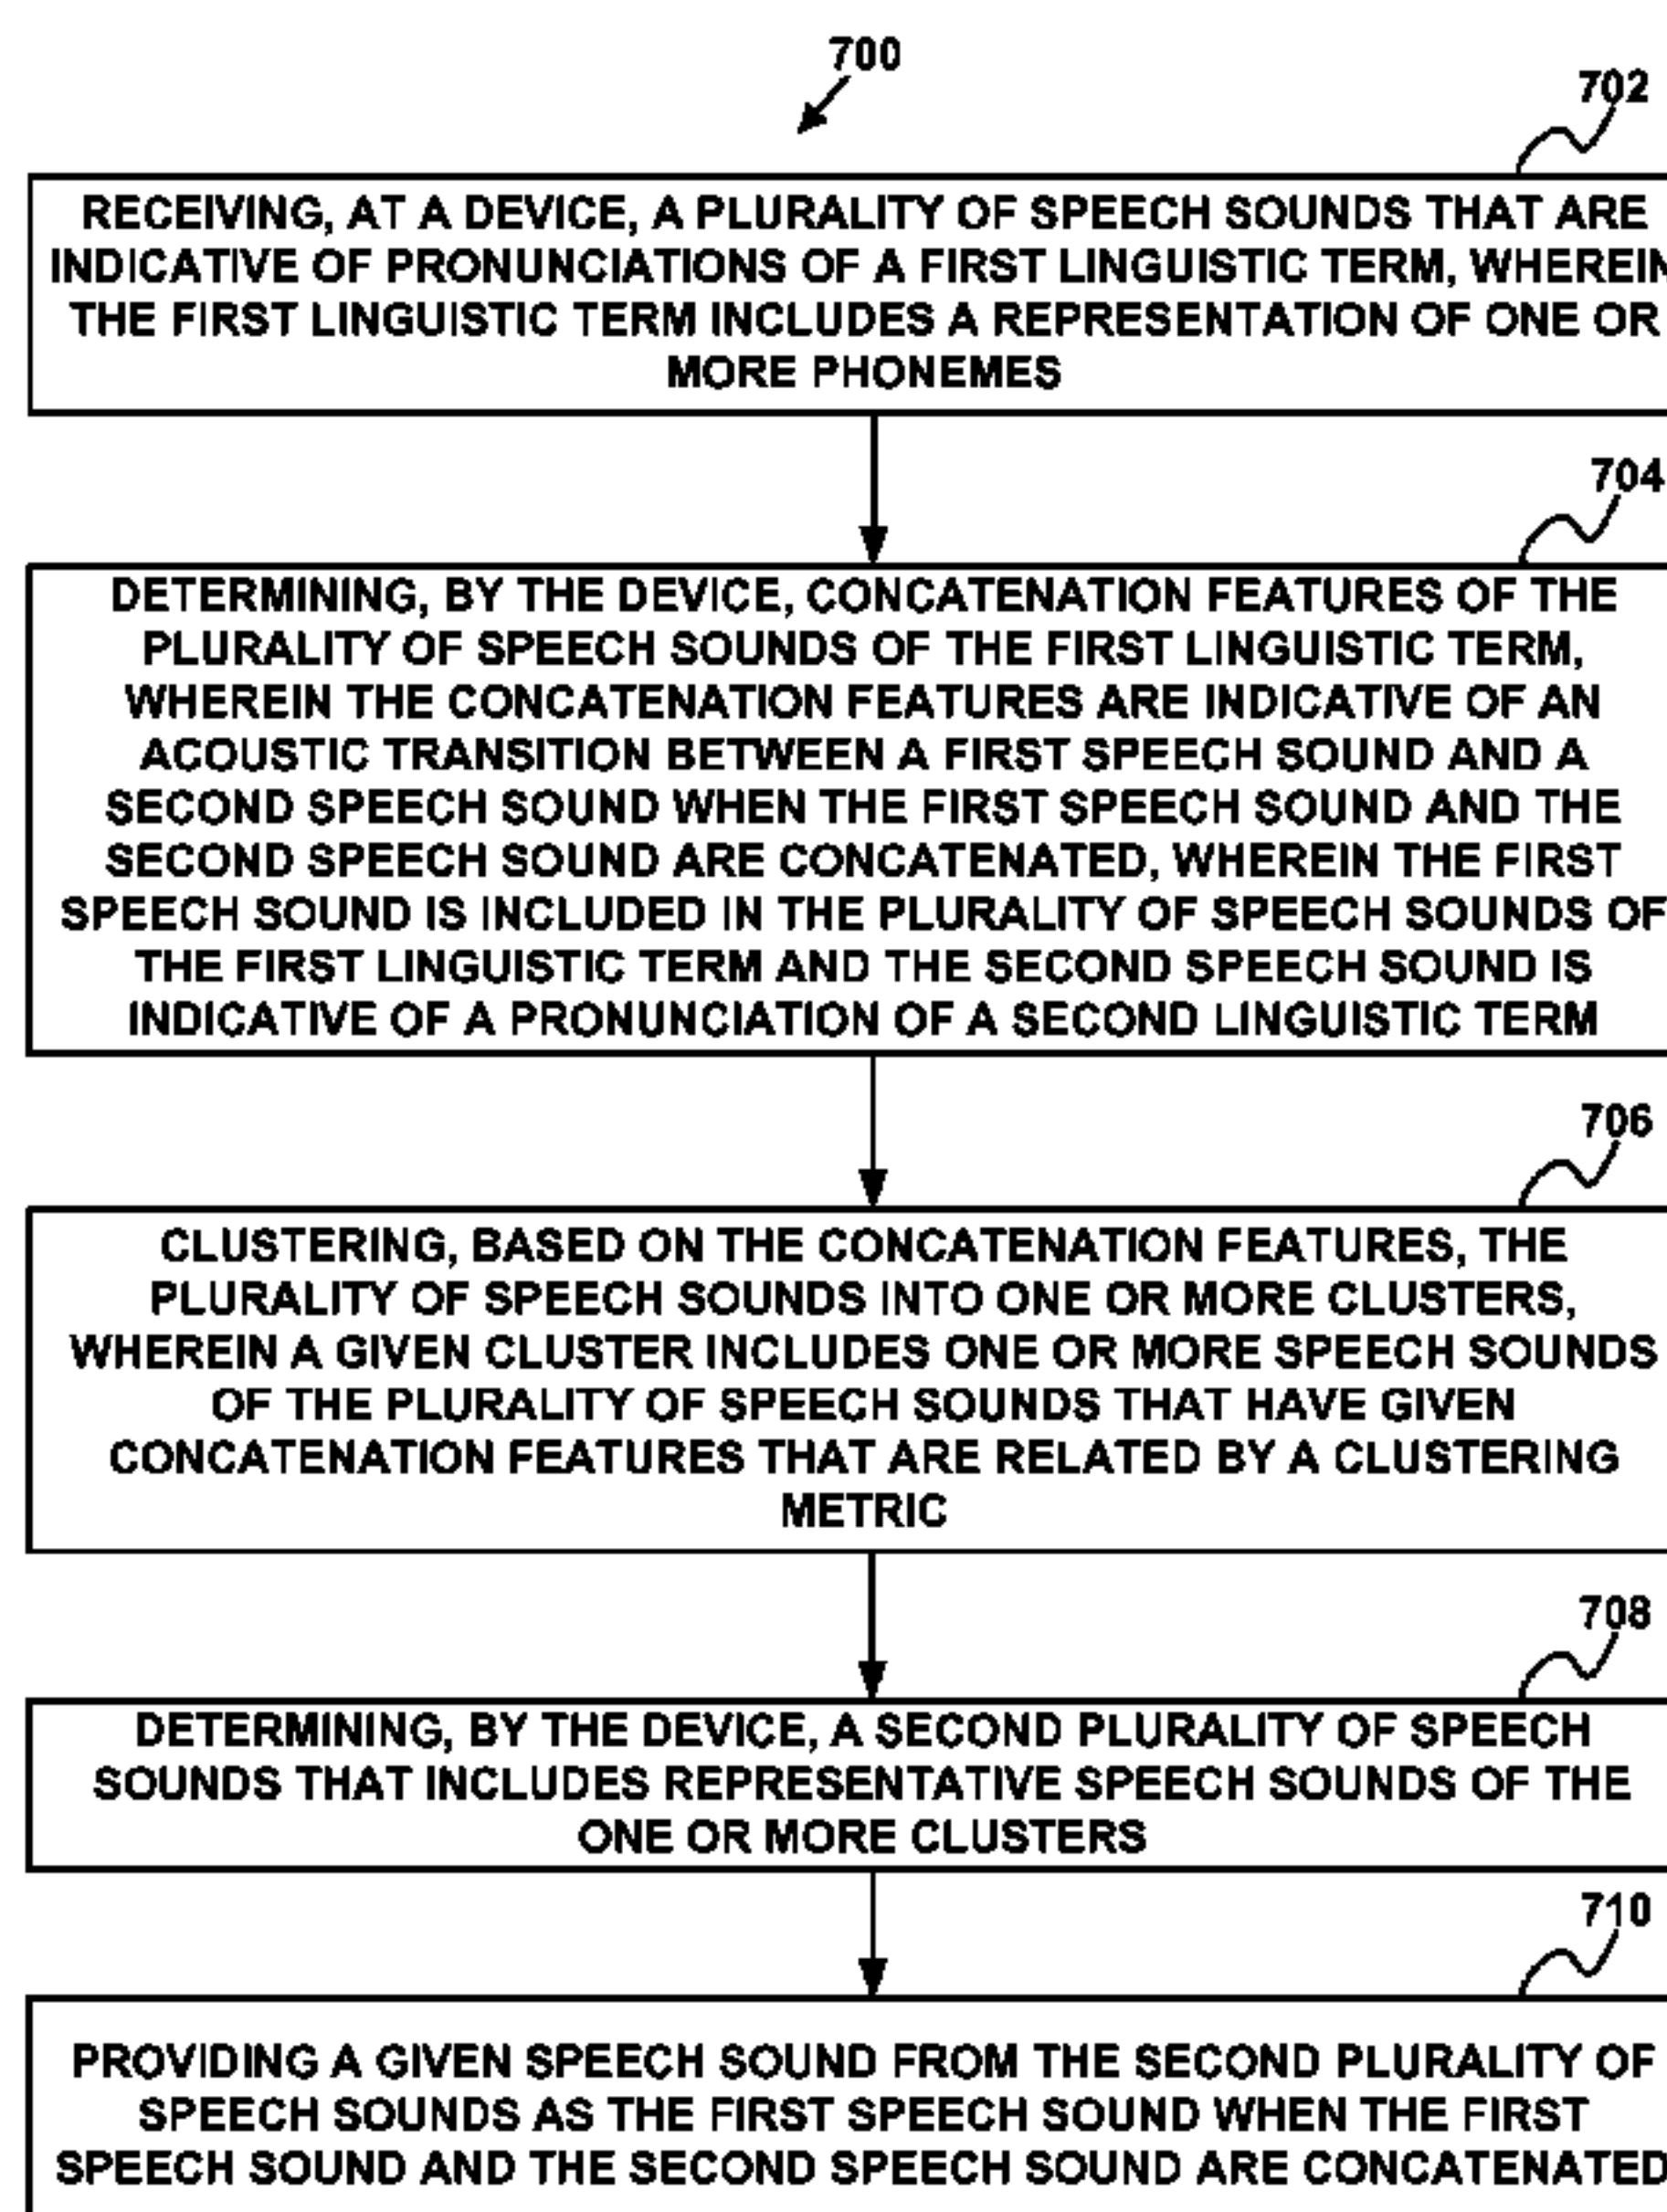 700
702
RECEIVING, AT A DEVICE, A PLURALITY OF SPEECH SOUNDS THAT ARE
INDICATIVE OF PRONUNCIATIONS OF A FIRST LINGUISTIC TERM, WHEREIN
THE FIRST LINGUISTIC TERM INCLUDES A REPRESENTATION OF ONE OR
MORE PHONEMES
704
DETERMINING, BY THE DEVICE, CONCATENATION FEATURES OF THE
PLURALITY OF SPEECH SOUNDS OF THE FIRST LINGUISTIC TERM,
WHEREIN THE CONCATENATION FEATURES ARE INDICATIVE OF AN
ACOUSTIC TRANSITION BETWEEN A FIRST SPEECH SOUND AND A
SECOND SPEECH SOUND WHEN THE FIRST SPEECH SOUND AND THE
SECOND SPEECH SOUND ARE CONCATENATED, WHEREIN THE FIRST
SPEECH SOUND IS INCLUDED IN THE PLURALITY OF SPEECH SOUNDS OF
THE FIRST LINGUISTIC TERM AND THE SECOND SPEECH SOUND IS
INDICATIVE OF A PRONUNCIATION OF A SECOND LINGUISTIC TERM
706
CLUSTERING, BASED ON THE CONCATENATION FEATURES, THE
PLURALITY OF SPEECH SOUNDS INTO ONE OR MORE CLUSTERS,
WHEREIN A GIVEN CLUSTER INCLUDES ONE OR MORE SPEECH SOUNDS
OF THE PLURALITY OF SPEECH SOUNDS THAT HAVE GIVEN
CONCATENATION FEATURES THAT ARE RELATED BY A CLUSTERING
METRIC
708
DETERMINING, BY THE DEVICE, A SECOND PLURALITY OF SPEECH
SOUNDS THAT INCLUDES REPRESENTATIVE SPEECH SOUNDS OF THE
ONE OR MORE CLUSTERS
710
PROVIDING A GIVEN SPEECH SOUND FROM THE SECOND PLURALITY OF
SPEECH SOUNDS AS THE FIRST SPEECH SOUND WHEN THE FIRST
SPEECH SOUND AND THE SECOND SPEECH SOUND ARE CONCATENATED